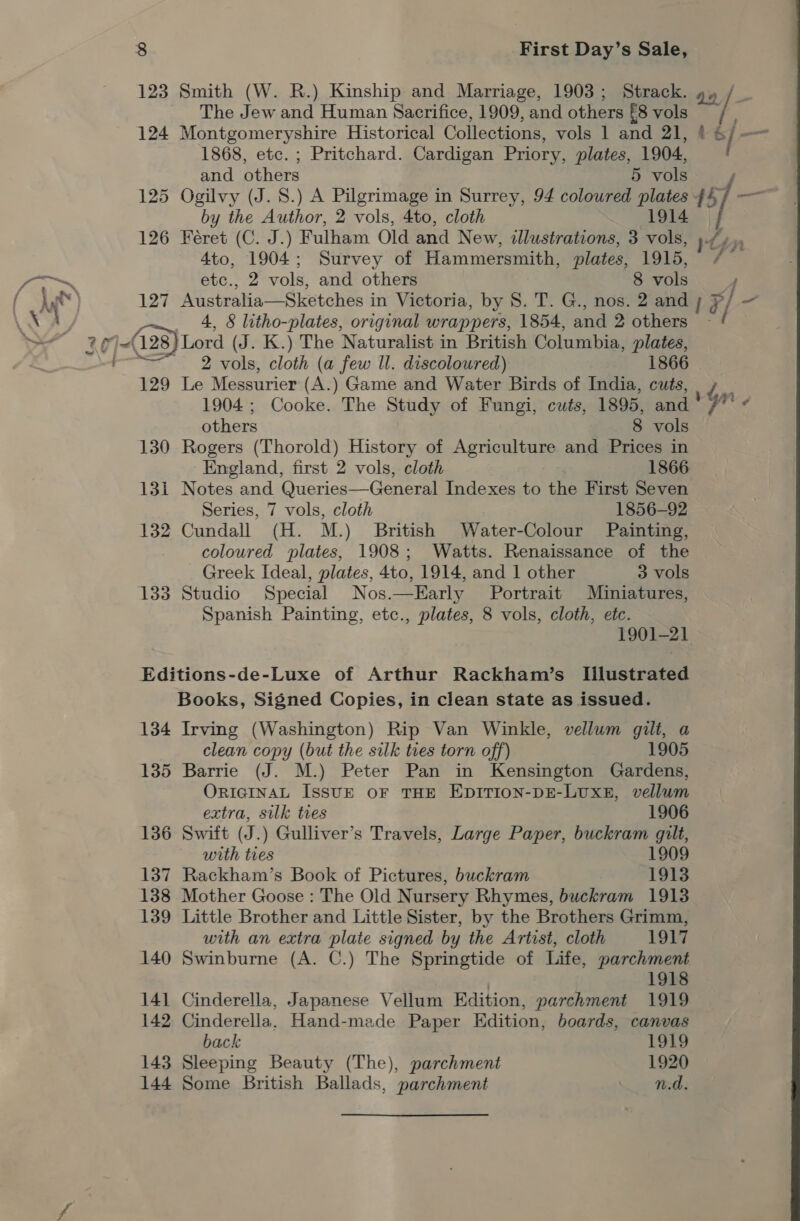 8 First Day's Sale,
123 Smith (W. R.) Kinship and Marriage, 1903 ; Strack.
The Jew and Human Sacrifice, 1909, and others 8 vols
124 Montgomeryshire Historical Collections, vols 1 and 21,
1868, etc. ; Pritchard. Cardigan Priory, plates, 1904,
and others 5 vols
125 Ogilvy (J. S.) A Pilgrimage in Surrey, 94 coloured plates
by the Author, 2 vols, 4to, cloth 1914
126 Féret (C. J.) Fulham Old and New, illustrations, 3 vols,
4to, 1904 ; Survey of Hammersmith, plates, 1915,
etc., 2 vols, and others 8 vols
127 Australia—Sketches in Victoria, by S. T. G., nos. 2 and
4, 8 litho-plates, original wrappers, 1854, and 2 others
128 Lord (J. K.) The Naturalist in British Columbia, plates,
2 vols, cloth (a few ll. discoloured) 1866
129 Le Messurier (A.) Game and Water Birds of India, cuts,
1904 ; Cooke. The Study of Fungi, cuts, 1895, and
others 8 vols
130 Rogers (Thorold) History of Agriculture and Prices in
England, first 2 vols, cloth 1866
131 Notes and Queries—General Indexes to the First Seven
Series, 7 vols, cloth 1856-92
132 Cundall (H. M.) British Water-Colour Painting,
coloured plates, 1908 ; Watts. Renaissance of the
Greek Ideal, plates, 4to, 1914, and 1 other 3 vols
133 Studio Special Nos.—Early Portrait Miniatures,
Spanish Painting, etc., plates, 8 vols, cloth, etc.
1901-21
Editions-de-Luxe of Arthur Rackham's Illustrated
Books, Signed Copies, in clean state as issued.
134 Irving (Washington) Rip Van Winkle, vellum gilt, a
clean copy (but the silk ties torn off) 1905
135 Barrie (J. M.) Peter Pan in Kensington Gardens,
ORIGINAL ISSUE OF THE EDITION-DE-LUXE, vellum
extra, silk ties 1906
136 Swift (J.) Gulliver's Travels, Large Paper, buckram gilt,
with ties 1909
137 Rackham's Book of Pictures, buckram 1913
138 Mother Goose : The Old Nursery Rhymes, buckram 1913
139 Little Brother and Little Sister, by the Brothers Grimm,
with an extra plate signed by the Artist, cloth 1917
140 Swinburne (A. C.) The Springtide of Life, parchment
1918
141 Cinderella, Japanese Vellum Edition, parchment 1919
142 Cinderella, Hand-made Paper Edition, boards, canvas
back 1919
143 Sleeping Beauty (The), parchment 1920
144 Some British Ballads, parchment n.d.